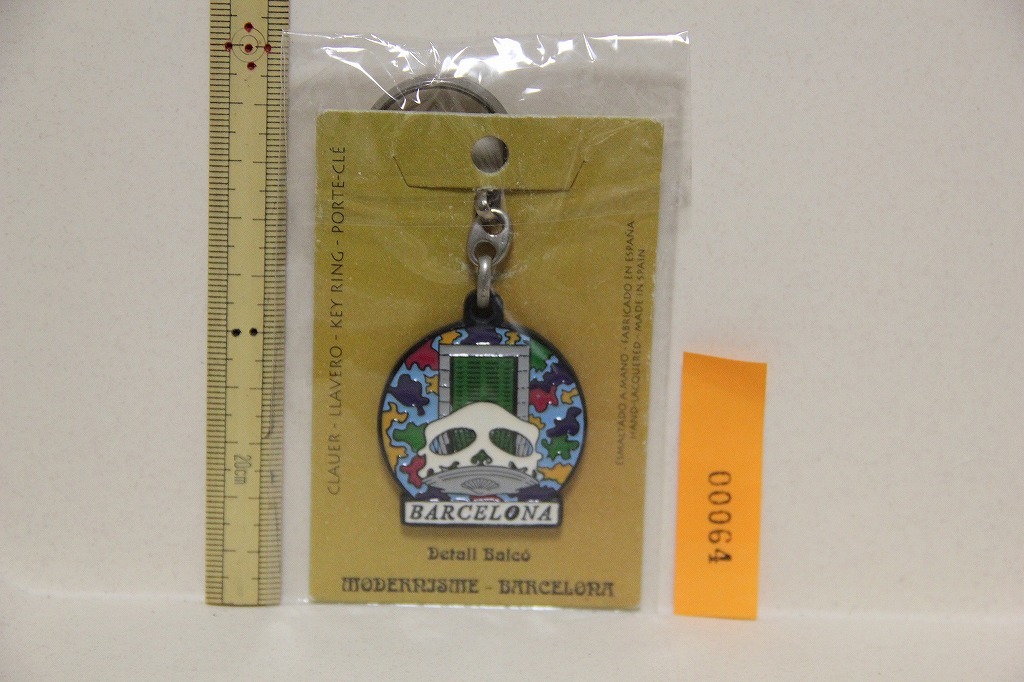 CLAUER - LLAVERO - KEY RING - PORTE-CLÉ
ESMALTADO A MANO - FABRICADO EN ESPAÑA
HAND-LACQUERED - MADE IN SPAIN
BARCELONA
Detall Balcó
MODERNISME - BARCELONA
20cm
00064